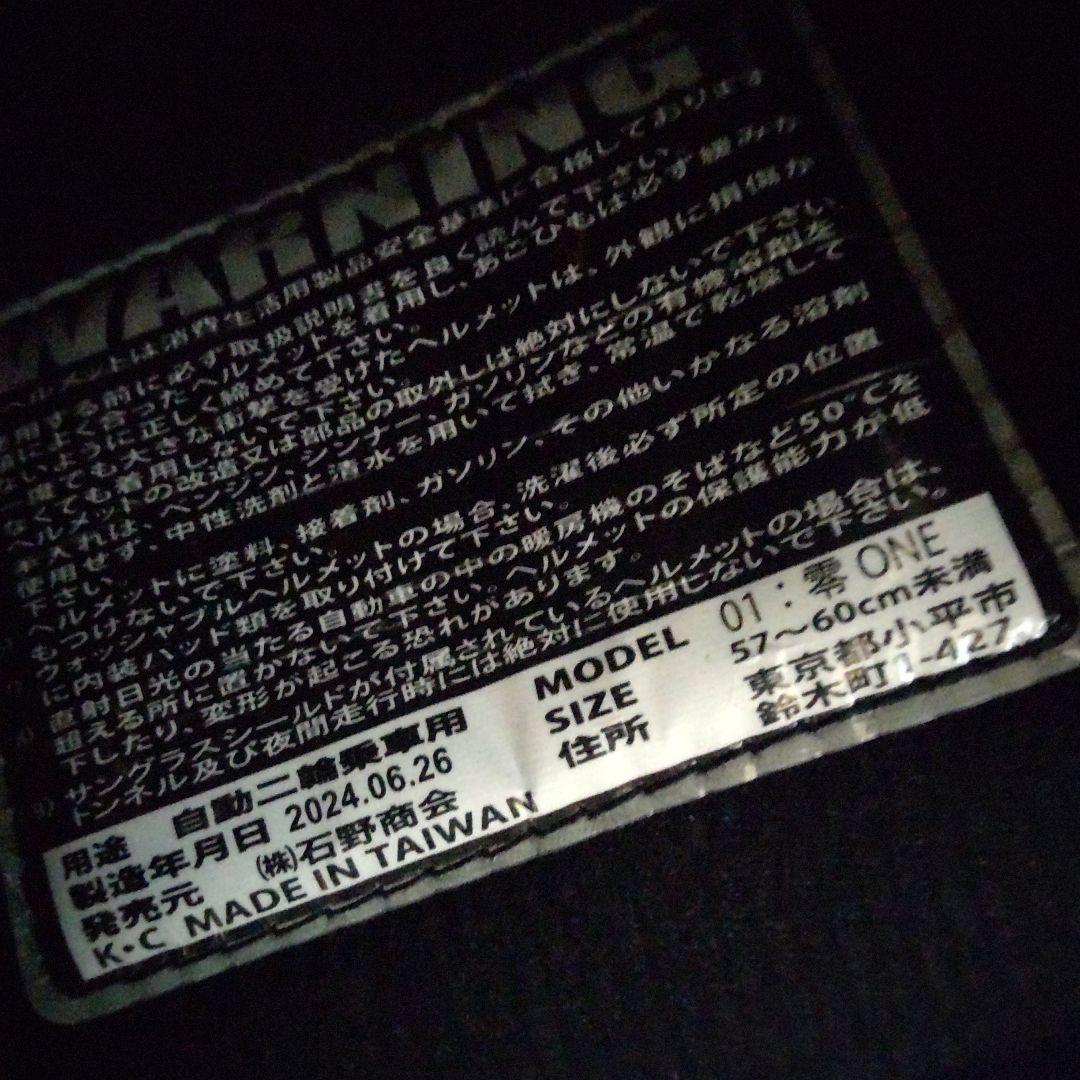 WARNING
ヘルメットは消費生活用製品安全基準に合格しております
使用する前に必ず取扱説明書を良く読んで下さい。
頭によく合ったヘルメットを着用し、あごひもは必ず緩みが
ないように正しく締めて下さい。
一度でも大きな衝撃を受けたヘルメットは、外観に損傷が
なくても着用しないで下さい。
ヘルメットの改造又は部品の取外しは絶対にしないで下さい
手入れは、ベンジン、シンナー、ガソリンなどの有機溶剤を
使用せず、中性洗剤と清水を用いて拭き、常温で乾燥して
下さい。
ヘルメットに塗料、接着剤、ガソリン、その他いかなる溶剤
もつけないで下さい。
ウォッシャブルヘルメットの場合、洗濯後必ず所定の位置
に内装パッド類を取り付けて下さい。
直射日光の当たる自動車の中の暖房機のそばなど50℃を
超える所に置かないで下さい。ヘルメットの保護能力が低
下したり、変形が起こる恐れがあります。
9) サングラスシールドが付属されているヘルメットの場合は、
トンネル及び夜間走行時には絶対に使用しないで下さい。
用途 自動二輪乗車用
製造年月日 2024.06.26
発売元 ㈱石野商会
K・C MADE IN TAIWAN
MODEL 01:零 ONE
SIZE 57〜60cm未満
住所 東京都小平市
鈴木町1-427